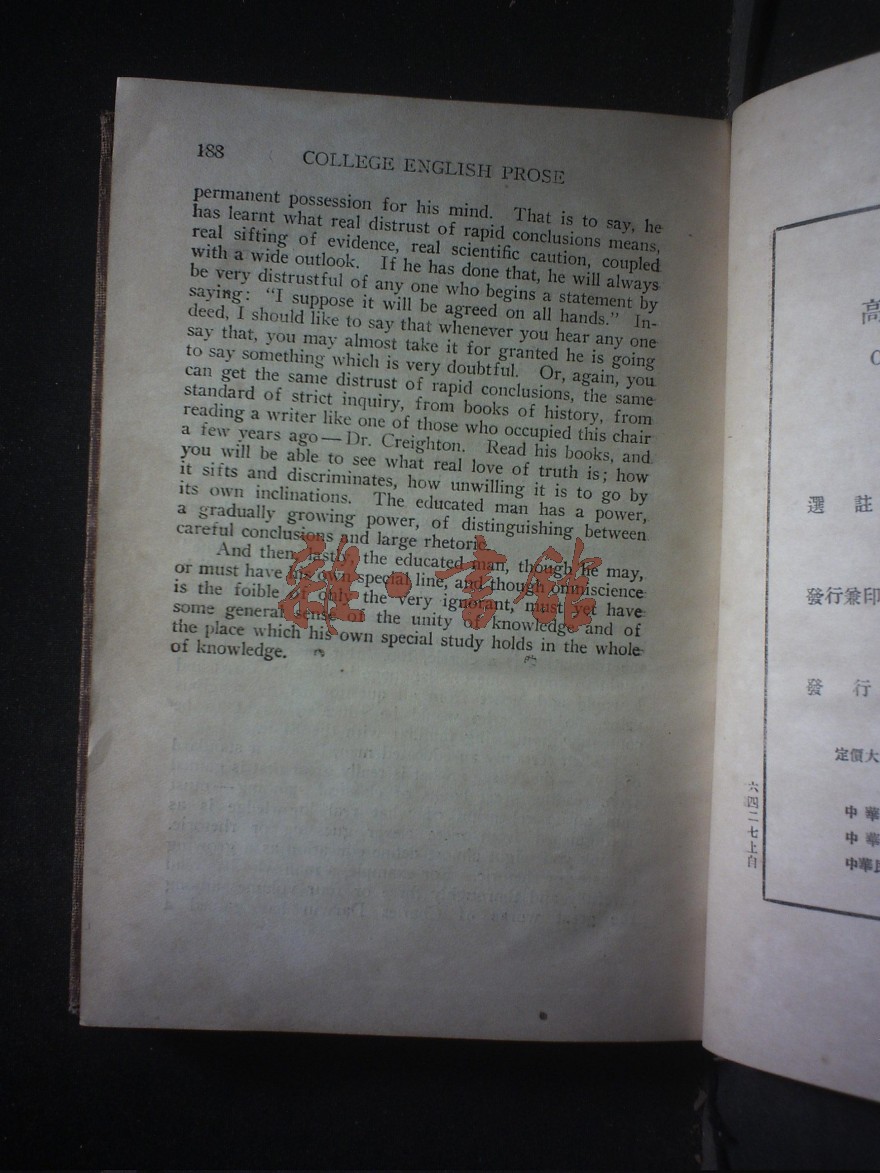 188
COLLEGE ENGLISH PROSE
permanent possession for his mind. That is to say, he
has learnt what real distrust of rapid conclusions means,
real sifting of evidence, real scientific caution, coupled
with a wide outlook. If he has done that, he will always
be very distrustful of any one who begins a statement by
saying: "I suppose it will be agreed on all hands." In-
deed, I should like to say that whenever you hear any one
say that, you may almost take it for granted he is going
to say something which is very doubtful. Or, again, you
can get the same distrust of rapid conclusions, the same
standard of strict inquiry, from books of history, from
reading a writer like one of those who occupied this chair
a few years ago—Dr. Creighton. Read his books, and
you will be able to see what real love of truth is; how
it sifts and discriminates, how unwilling it is to go by
its own inclinations. The educated man has a power,
a gradually growing power, of distinguishing between
careful conclusions and large rhetoric.
And then, lastly, the educated man, though he may,
or must have his own special line, and though omniscience
is the foible of only the very ignorant, must yet have
some general sense of the unity of knowledge and of
the place which his own special study holds in the whole
of knowledge.
雜·書館
高
選 註
發行兼印
發 行
定價大
六四二七上自
中華
中華
中華民